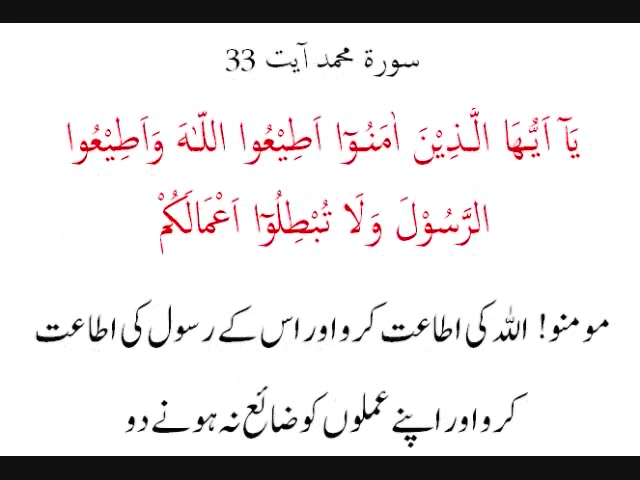 سورۃ محمد آیت 33
يَآ اَيُّهَا الَّذِيْنَ اٰمَنُوٓا اَطِيْعُوا اللّٰهَ وَاَطِيْعُوا
الرَّسُوْلَ وَلَا تُبْطِلُوٓا اَعْمَالَكُمْ
مومنو! اللہ کی اطاعت کرو اور اس کے رسول کی اطاعت
کرو اور اپنے عملوں کو ضائع نہ ہونے دو